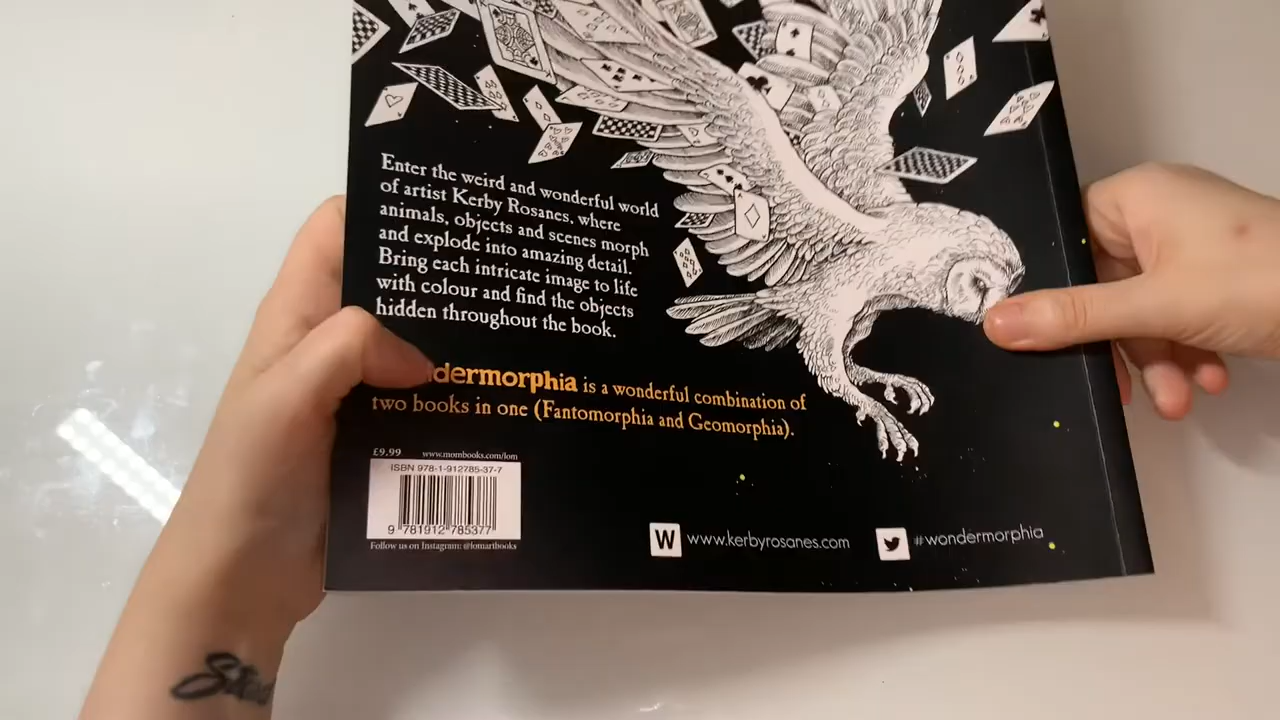 Enter the weird and wonderful world
of artist Kerby Rosanes, where
animals, objects and scenes morph
and explode into amazing detail.
Bring each intricate image to life
with colour and find the objects
hidden throughout the book.
dermorphia is a wonderful combination of
two books in one (Fantomorphia and Geomorphia).
£9.99 www.mombooks.com/lom
ISBN 978-1-912785-37-7
9 781912 785377
Follow us on Instagram: @lomartbooks
W www.kerbyrosanes.com
#wondermorphia